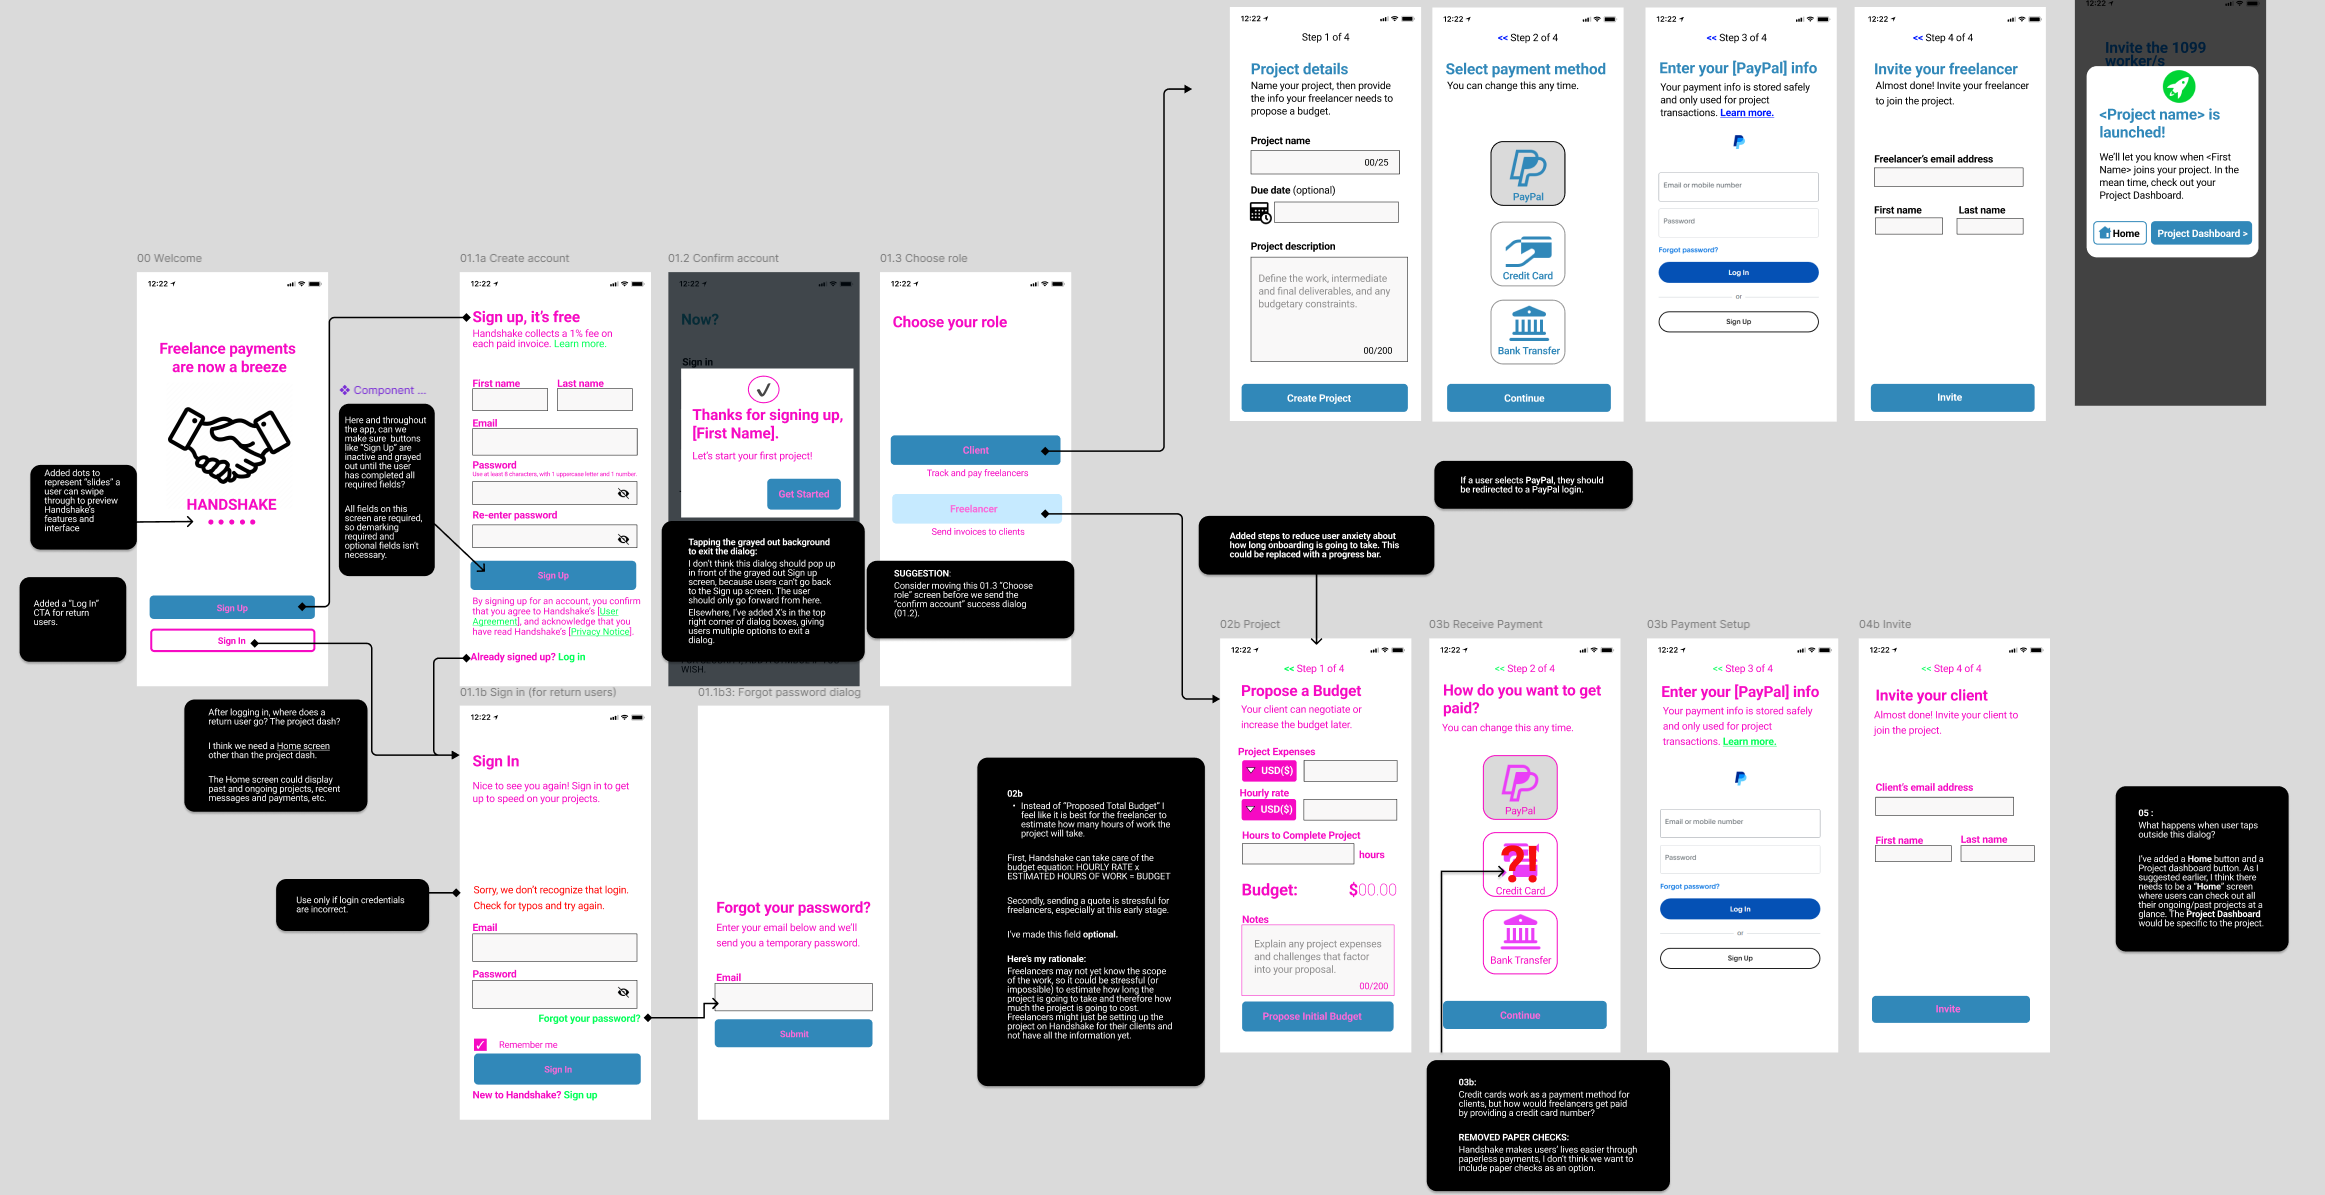 00 Welcome
12:22
Freelance payments
are now a breeze
HANDSHAKE
Sign Up
Sign In
Added dots to
represent "slides" a
user can swipe
through to preview
Handshake's
features and
interface
Added a "Log In"
CTA for return
users.
Component ...
Here and throughout
the app, can we
make sure buttons
like "Sign Up" are
inactive and grayed
out until the user
has completed all
required fields?
All fields on this
screen are required,
so demarking
required and
optional fields isn't
necessary.
After logging in, where does a
return user go? The project dash?
I think we need a Home screen
other than the project dash.
The Home screen could display
past and ongoing projects, recent
messages and payments, etc.
01.1a Create account
12:22
Sign up, it's free
Handshake collects a 1% fee on
each paid invoice. Learn more.
First name
Last name
Email
Password
Use at least 8 characters, with 1 uppercase letter and 1 number.
Re-enter password
Sign Up
By signing up for an account, you confirm
that you agree to Handshake's [User
Agreement], and acknowledge that you
have read Handshake's [Privacy Notice].
Already signed up? Log in
01.2 Confirm account
12:22
Now?
Sign in
Thanks for signing up,
[First Name].
Let's start your first project!
Get Started
Tapping the grayed out background
to exit the dialog:
I don't think this dialog should pop up
in front of the grayed out Sign up
screen, because users can't go back
to the Sign up screen. The user
should only go forward from here.
Elsewhere, I've added X's in the top
right corner of dialog boxes, giving
users multiple options to exit a
dialog.
WISH.
01.3 Choose role
12:22
Choose your role
Client
Track and pay freelancers
Freelancer
Send invoices to clients
SUGGESTION:
Consider moving this 01.3 "Choose
role" screen before we send the
"confirm account" success dialog
(01.2).
01.1b Sign in (for return users)
12:22
Sign In
Nice to see you again! Sign in to get
up to speed on your projects.
Sorry, we don't recognize that login.
Check for typos and try again.
Email
Password
Forgot your password?
Remember me
Sign In
New to Handshake? Sign up
Use only if login credentials
are incorrect.
01.1b3: Forgot password dialog
Forgot your password?
Enter your email below and we'll
send you a temporary password.
Email
Submit
12:22
Step 1 of 4
Project details
Name your project, then provide
the info your freelancer needs to
propose a budget.
Project name
00/25
Due date (optional)
Project description
Define the work, intermediate
and final deliverables, and any
budgetary constraints.
00/200
Create Project
12:22
<< Step 2 of 4
Select payment method
You can change this any time.
PayPal
Credit Card
Bank Transfer
Continue
12:22
<< Step 3 of 4
Enter your [PayPal] info
Your payment info is stored safely
and only used for project
transactions. Learn more.
Email or mobile number
Password
Forgot password?
Log In
or
Sign Up
12:22
<< Step 4 of 4
Invite your freelancer
Almost done! Invite your freelancer
to join the project.
Freelancer's email address
First name
Last name
Invite
12:22
Invite the 1099
worker/s
<Project name> is
launched!
We'll let you know when <First
Name> joins your project. In the
mean time, check out your
Project Dashboard.
Home
Project Dashboard >
If a user selects PayPal, they should
be redirected to a PayPal login.
Added steps to reduce user anxiety about
how long onboarding is going to take. This
could be replaced with a progress bar.
02b Project
12:22
<< Step 1 of 4
Propose a Budget
Your client can negotiate or
increase the budget later.
Project Expenses
USD($)
Hourly rate
USD($)
Hours to Complete Project
hours
Budget:
$00.00
Notes
Explain any project expenses
and challenges that factor
into your proposal.
00/200
Propose Initial Budget
02b
• Instead of "Proposed Total Budget" I
feel like it is best for the freelancer to
estimate how many hours of work the
project will take.
First, Handshake can take care of the
budget equation: HOURLY RATE x
ESTIMATED HOURS OF WORK = BUDGET
Secondly, sending a quote is stressful for
freelancers, especially at this early stage.
I've made this field optional.
Here's my rationale:
Freelancers may not yet know the scope
of the work, so it could be stressful (or
impossible) to estimate how long the
project is going to take and therefore how
much the project is going to cost.
Freelancers might just be setting up the
project on Handshake for their clients and
not have all the information yet.
03b Receive Payment
12:22
<< Step 2 of 4
How do you want to get
paid?
You can change this any time.
PayPal
?!
Credit Card
Bank Transfer
Continue
03b:
Credit cards work as a payment method for
clients, but how would freelancers get paid
by providing a credit card number?
REMOVED PAPER CHECKS:
Handshake makes users' lives easier through
paperless payments, I don't think we want to
include paper checks as an option.
03b Payment Setup
12:22
<< Step 3 of 4
Enter your [PayPal] info
Your payment info is stored safely
and only used for project
transactions. Learn more.
Email or mobile number
Password
Forgot password?
Log In
or
Sign Up
04b Invite
12:22
<< Step 4 of 4
Invite your client
Almost done! Invite your client to
join the project.
Client's email address
First name
Last name
Invite
05 :
What happens when user taps
outside this dialog?
I've added a Home button and a
Project dashboard button. As I
suggested earlier, I think there
needs to be a "Home" screen
where users can check out all
their ongoing/past projects at a
glance. The Project Dashboard
would be specific to the project.